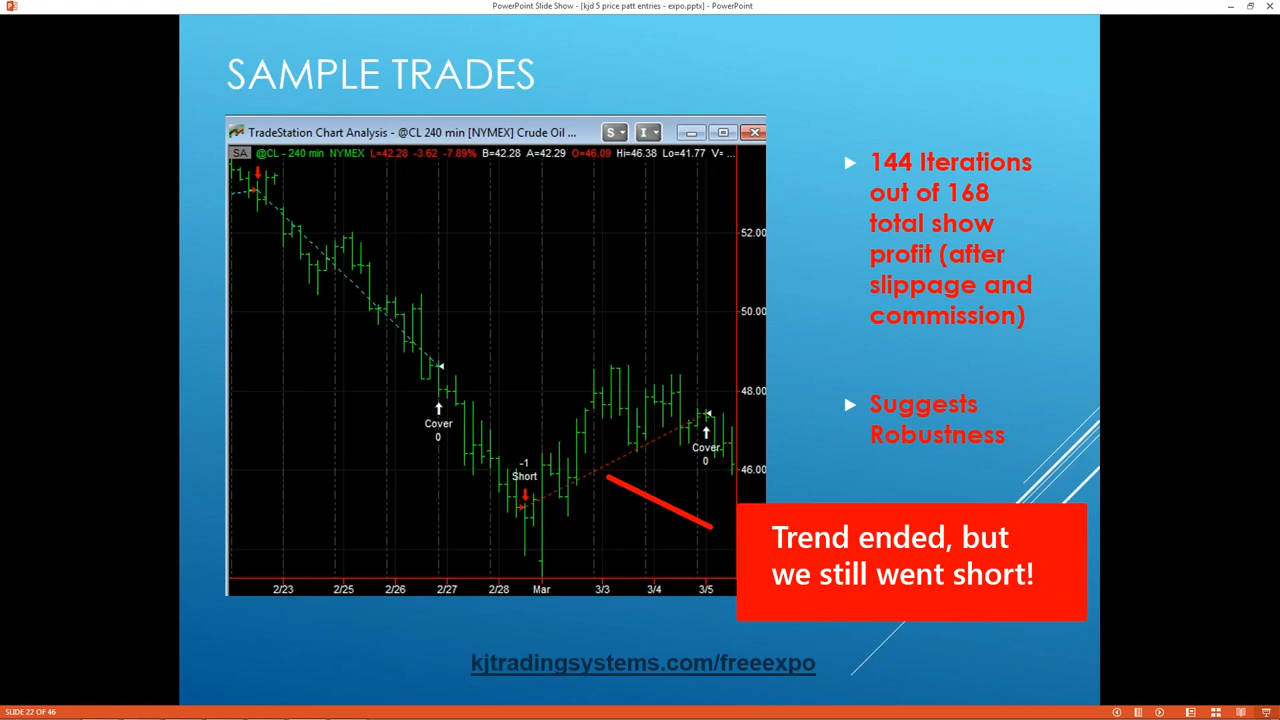 PowerPoint Slide Show - [kjd 5 price patt entries - expo.pptx] - PowerPoint
SAMPLE TRADES
TradeStation Chart Analysis - @CL 240 min [NYMEX] Crude Oil ...
S
I
SA
@CL - 240 min NYMEX L=42.28 -3.62 -7.89% B=42.28 A=42.29 O=46.09 Hi=46.38 Lo=41.77 V= ...
52.00
50.00
48.00
46.00
Cover
0
-1
Short
Cover
0
2/23 2/25 2/26 2/27 2/28 Mar 3/3 3/4 3/5
144 Iterations
out of 168
total show
profit (after
slippage and
commission)
Suggests
Robustness
Trend ended, but
we still went short!
kjtradingsystems.com/freeexpo
SLIDE 22 OF 46